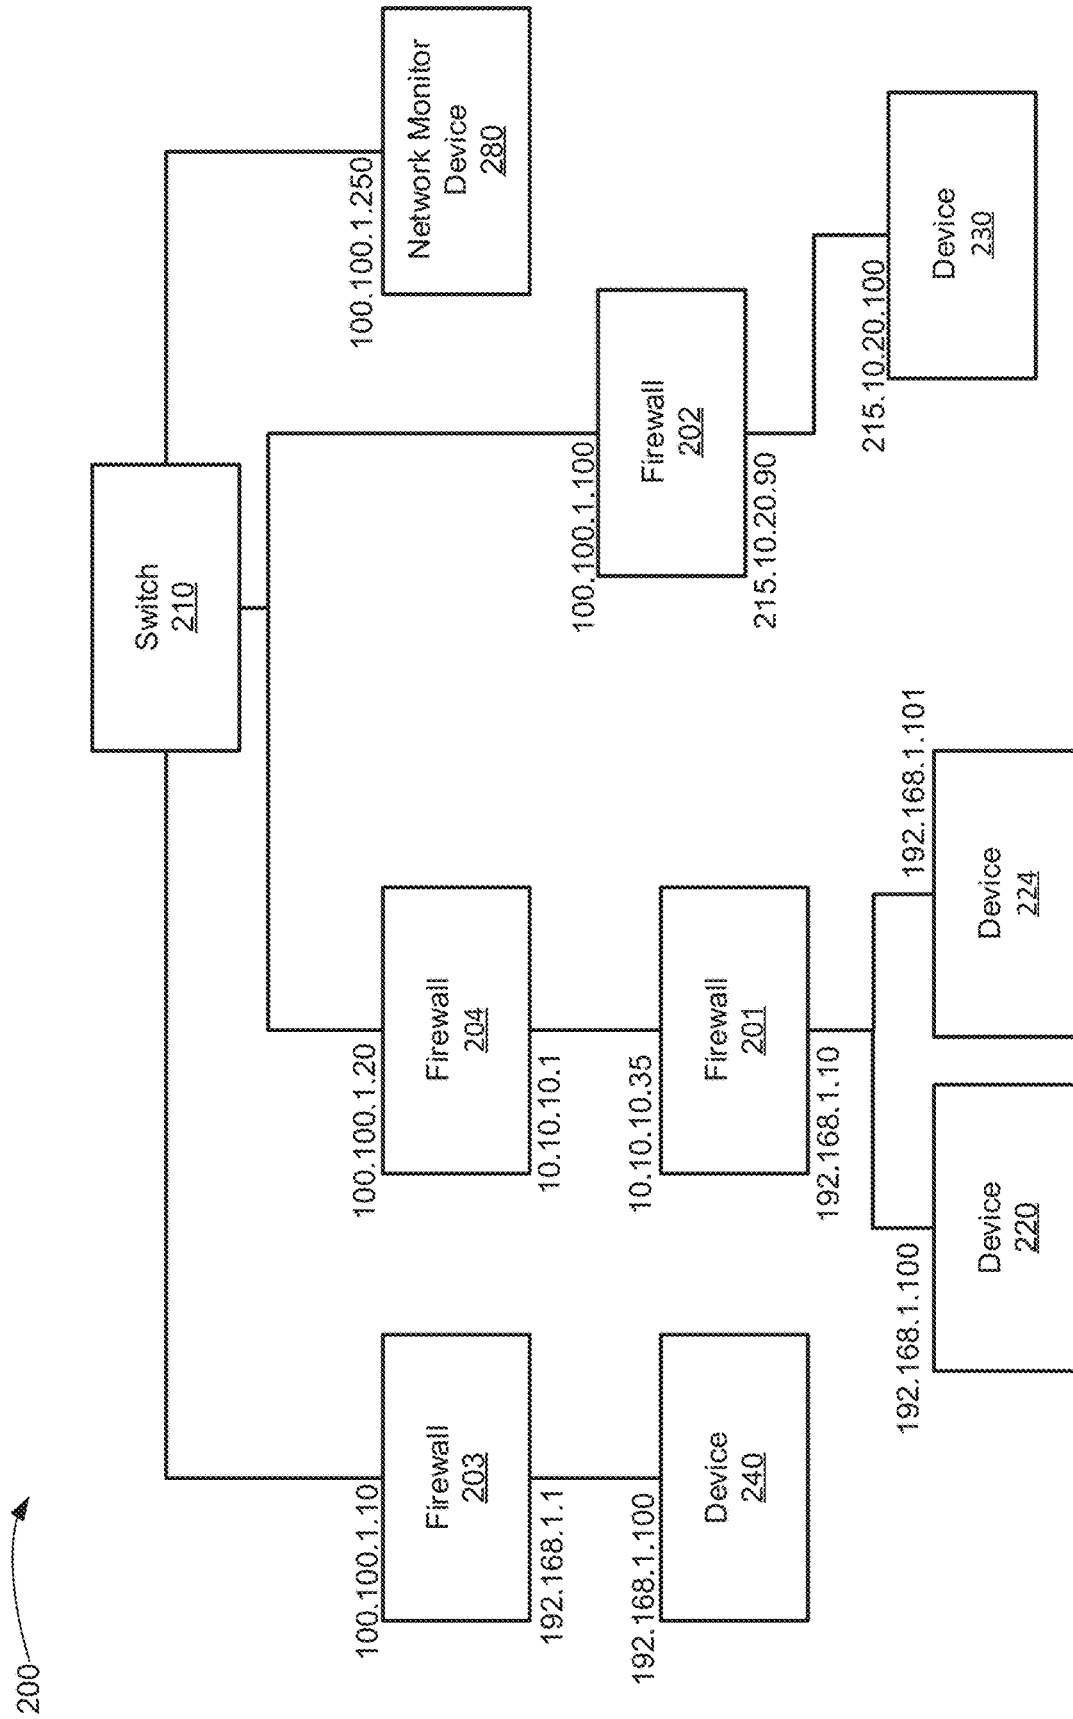 200
Switch
210
100.100.1.10
Firewall
203
192.168.1.1
192.168.1.100
Device
240
100.100.1.20
Firewall
204
10.10.10.1
10.10.10.35
Firewall
201
192.168.1.10
192.168.1.100
Device
220
192.168.1.101
Device
224
100.100.1.100
Firewall
202
215.10.20.90
215.10.20.100
Device
230
100.100.1.250
Network Monitor
Device
280